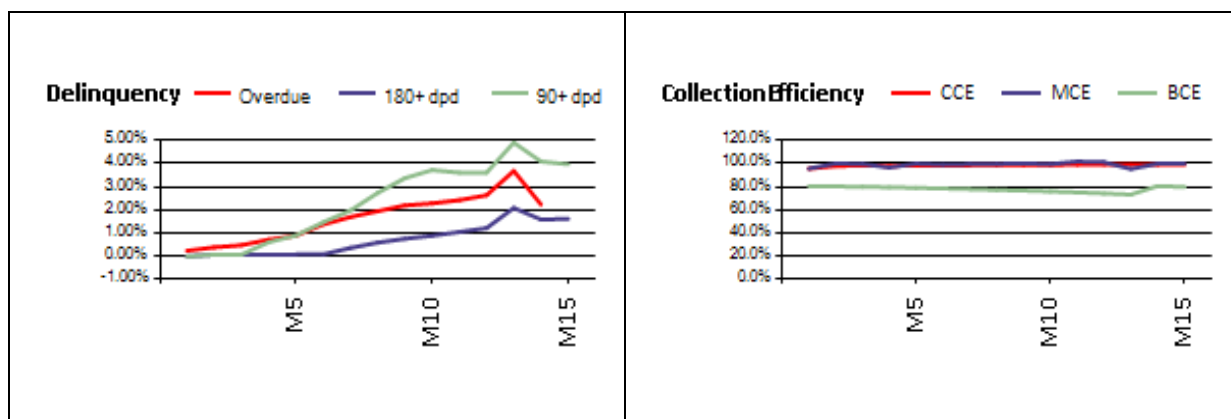 Delinquency Overdue 180+ dpd 90+ dpd
5.00%
4.00%
3.00%
2.00%
1.00%
0.00%
-1.00%
M5
M10
M15
Collection Efficiency CCE MCE BCE
120.0%
100.0%
80.0%
60.0%
40.0%
20.0%
0.0%
M5
M10
M15